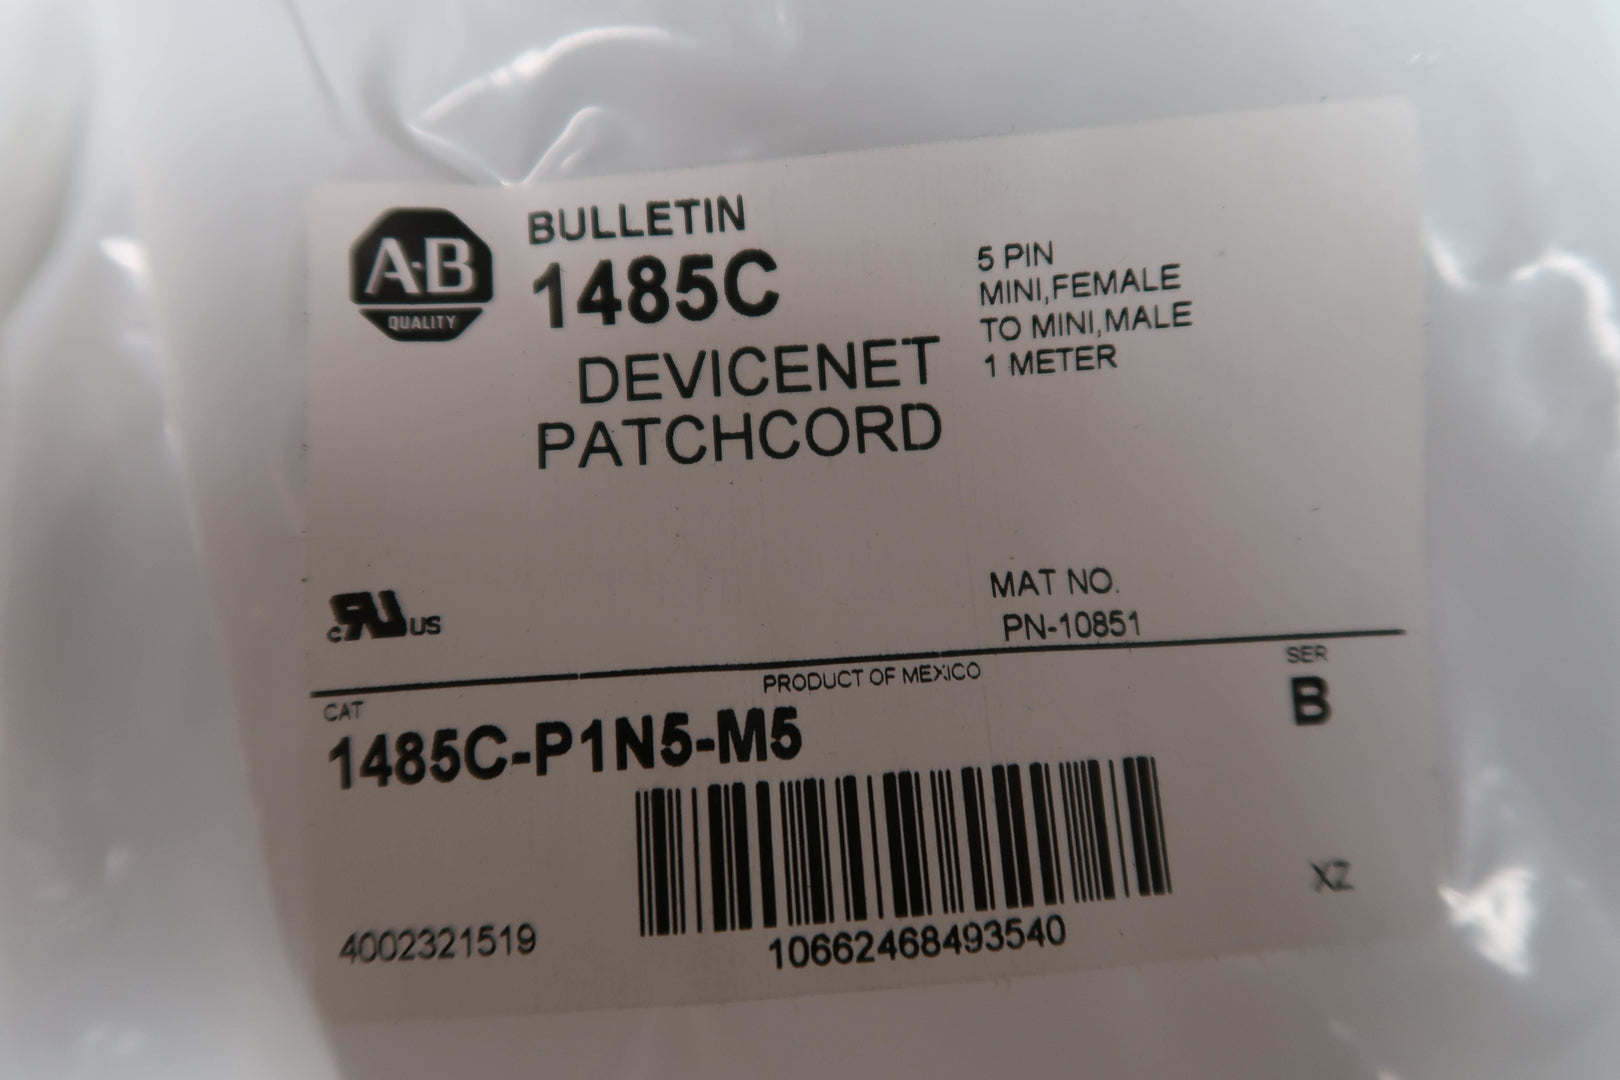 A-B
QUALITY
BULLETIN
1485C
DEVICENET
PATCHCORD
5 PIN
MINI,FEMALE
TO MINI,MALE
1 METER
c RU US
MAT NO.
PN-10851
PRODUCT OF MEXICO
SER
B
CAT
1485C-P1N5-M5
XZ
4002321519
10662468493540